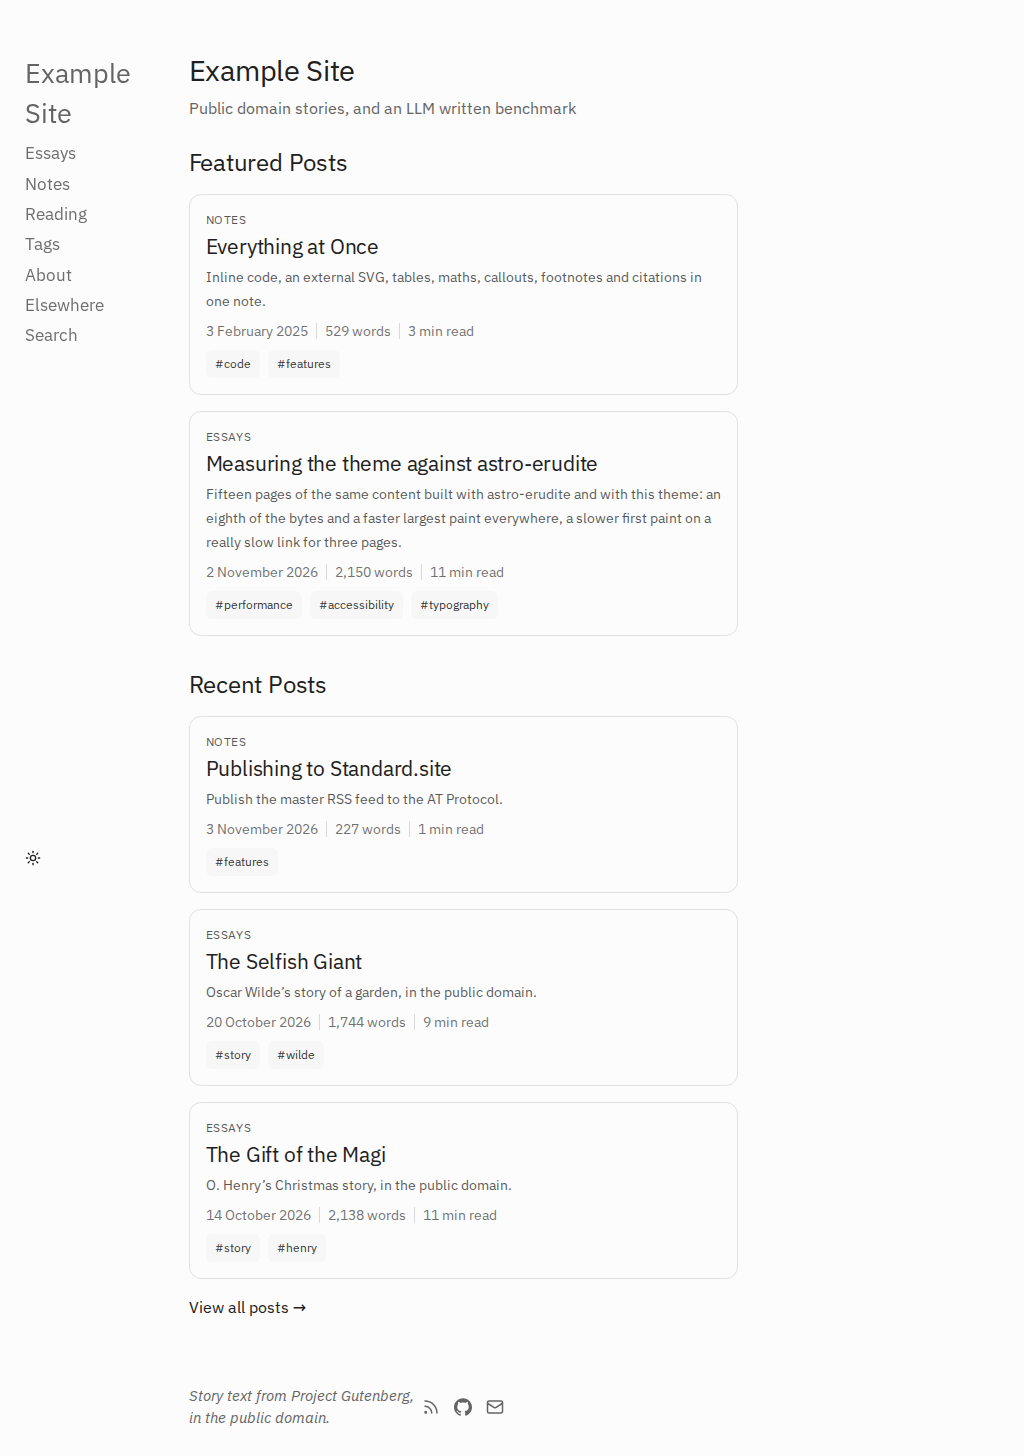 Example
Site
Essays
Notes
Reading
Tags
About
Elsewhere
Search
Example Site
Public domain stories, and an LLM written benchmark
Featured Posts
NOTES
Everything at Once
Inline code, an external SVG, tables, maths, callouts, footnotes and citations in
one note.
3 February 2025 529 words 3 min read
#code #features
ESSAYS
Measuring the theme against astro-erudite
Fifteen pages of the same content built with astro-erudite and with this theme: an
eighth of the bytes and a faster largest paint everywhere, a slower first paint on a
really slow link for three pages.
2 November 2026 2,150 words 11 min read
#performance #accessibility #typography
Recent Posts
NOTES
Publishing to Standard.site
Publish the master RSS feed to the AT Protocol.
3 November 2026 227 words 1 min read
#features
ESSAYS
The Selfish Giant
Oscar Wilde’s story of a garden, in the public domain.
20 October 2026 1,744 words 9 min read
#story #wilde
ESSAYS
The Gift of the Magi
O. Henry’s Christmas story, in the public domain.
14 October 2026 2,138 words 11 min read
#story #henry
View all posts →
Story text from Project Gutenberg,
in the public domain.